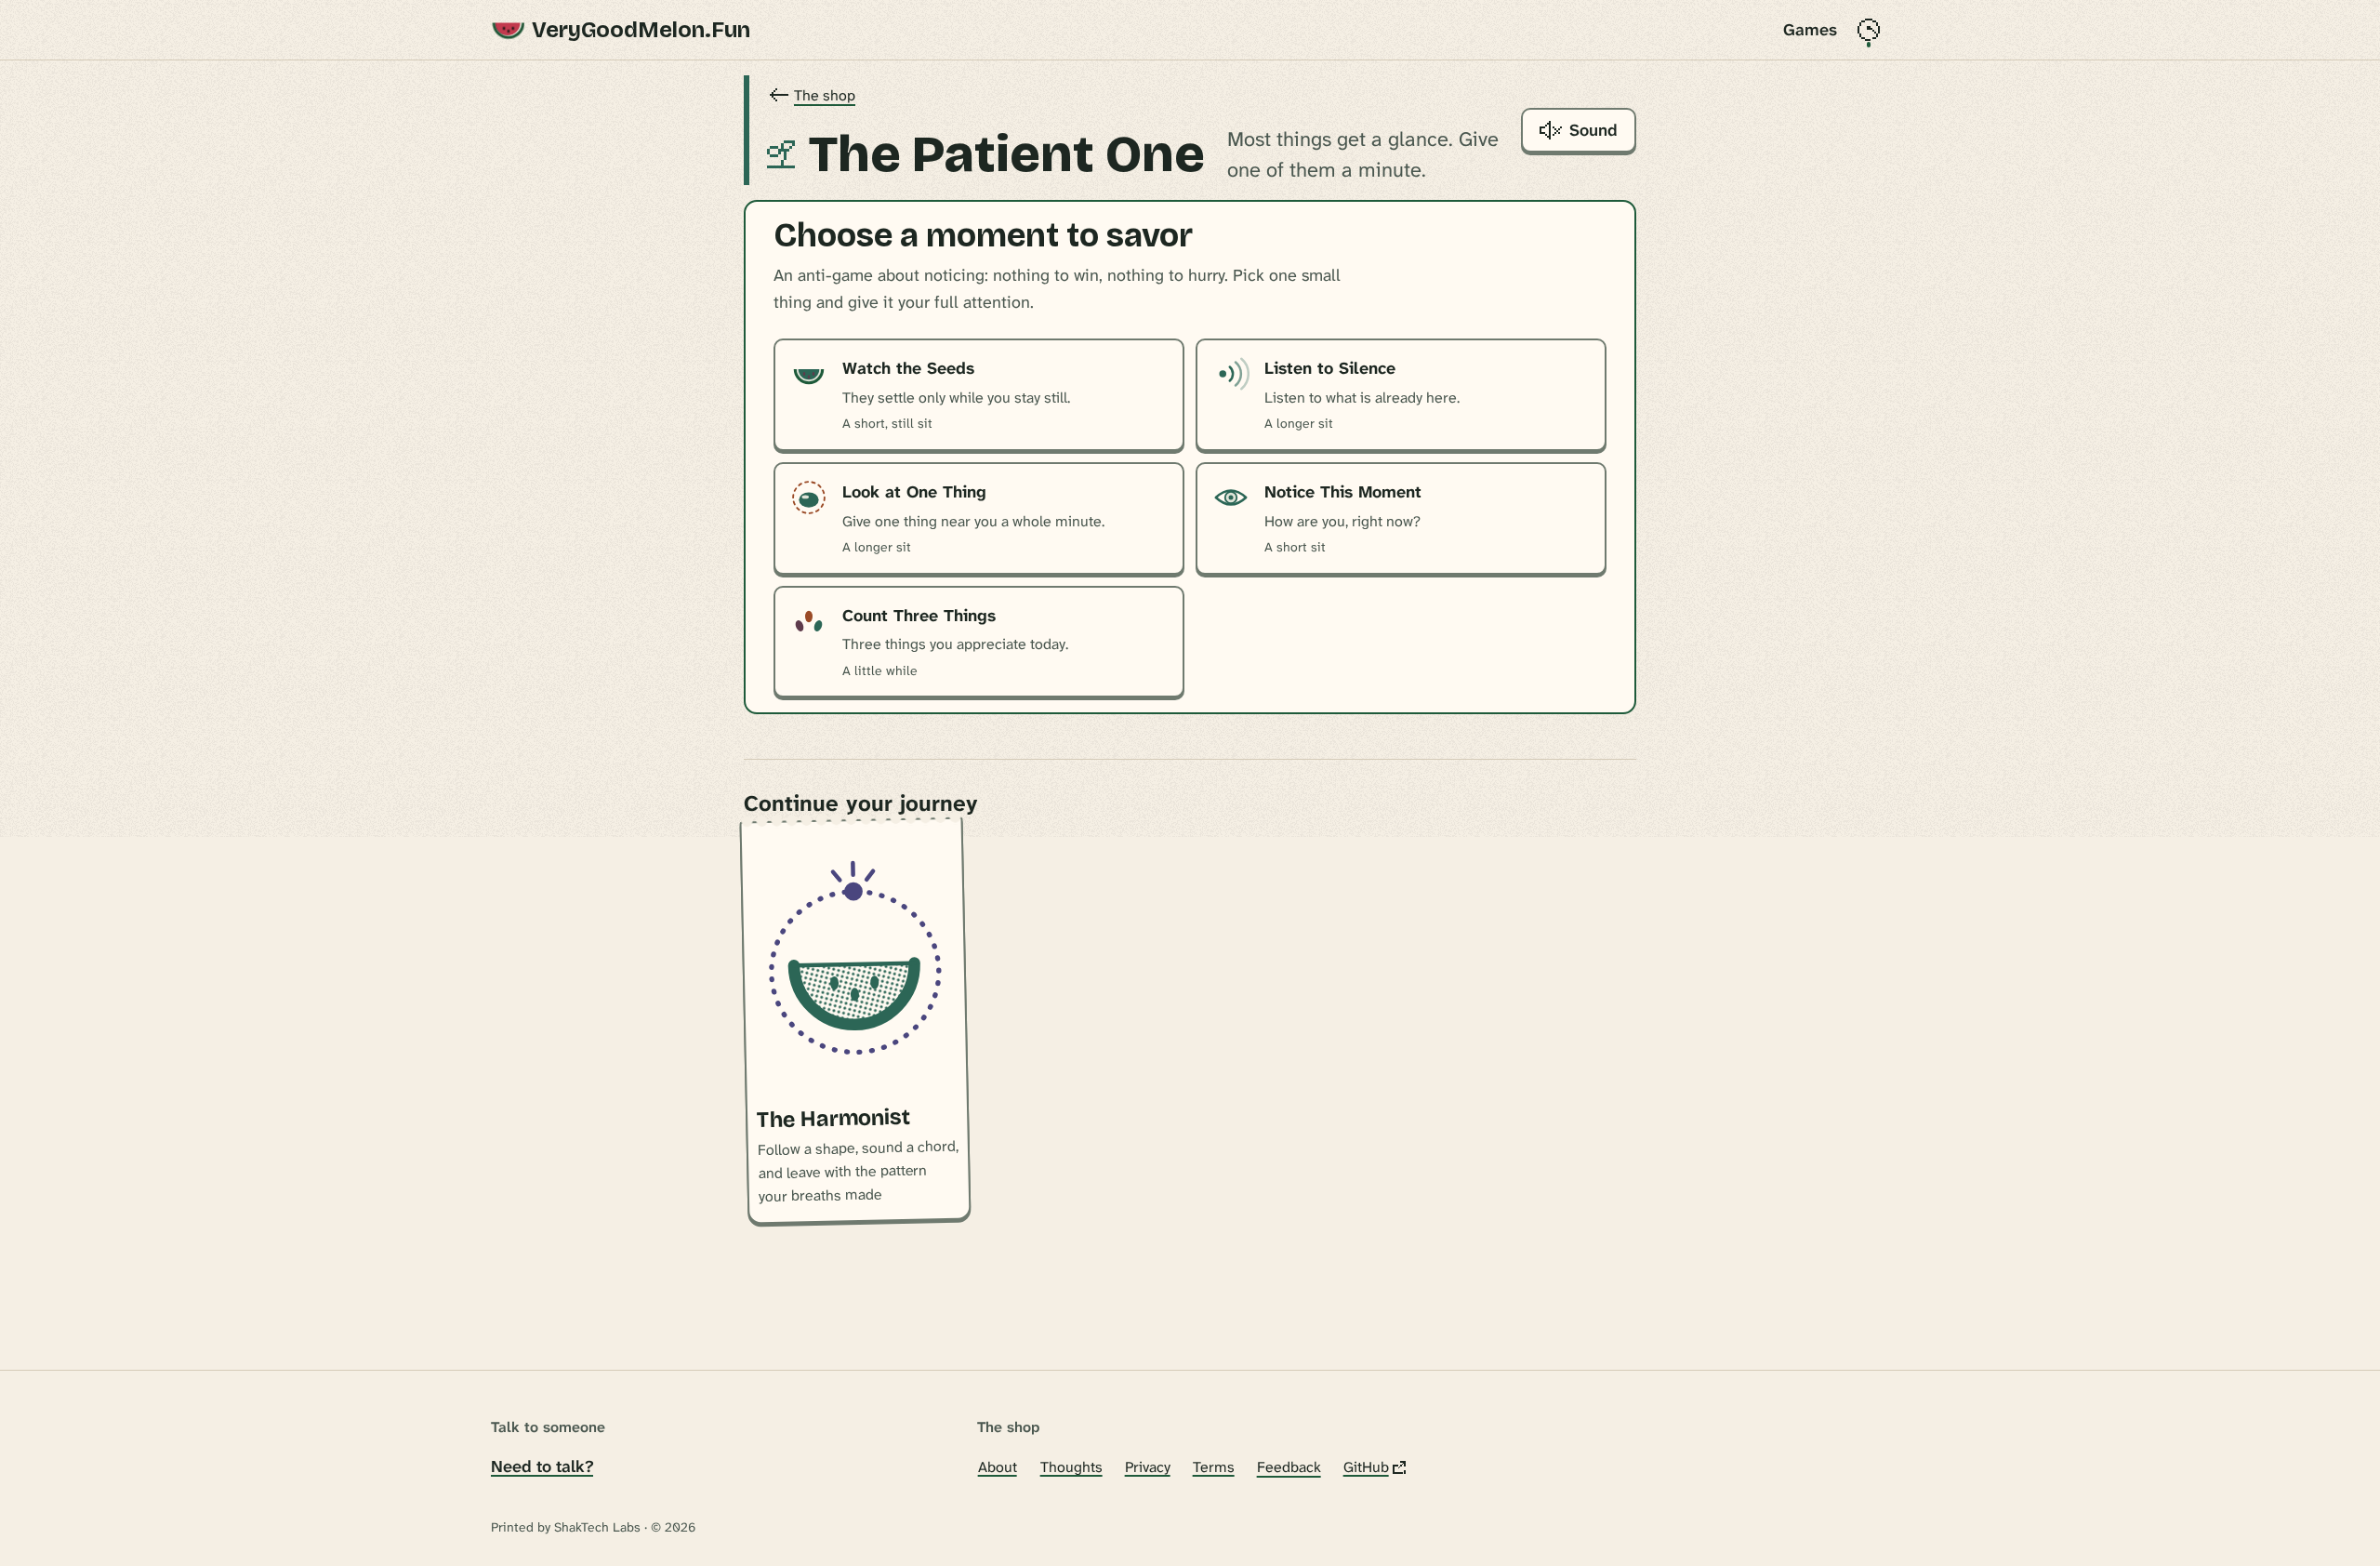 VeryGoodMelon.Fun
Games
The shop
The Patient One
Most things get a glance. Give
one of them a minute.
Sound
Choose a moment to savor
An anti-game about noticing: nothing to win, nothing to hurry. Pick one small
thing and give it your full attention.
Watch the Seeds
They settle only while you stay still.
A short, still sit
Listen to Silence
Listen to what is already here.
A longer sit
Look at One Thing
Give one thing near you a whole minute.
A longer sit
Notice This Moment
How are you, right now?
A short sit
Count Three Things
Three things you appreciate today.
A little while
Continue your journey
The Harmonist
Follow a shape, sound a chord,
and leave with the pattern
your breaths made
Talk to someone
Need to talk?
The shop
About Thoughts Privacy Terms Feedback GitHub
Printed by ShakTech Labs · © 2026